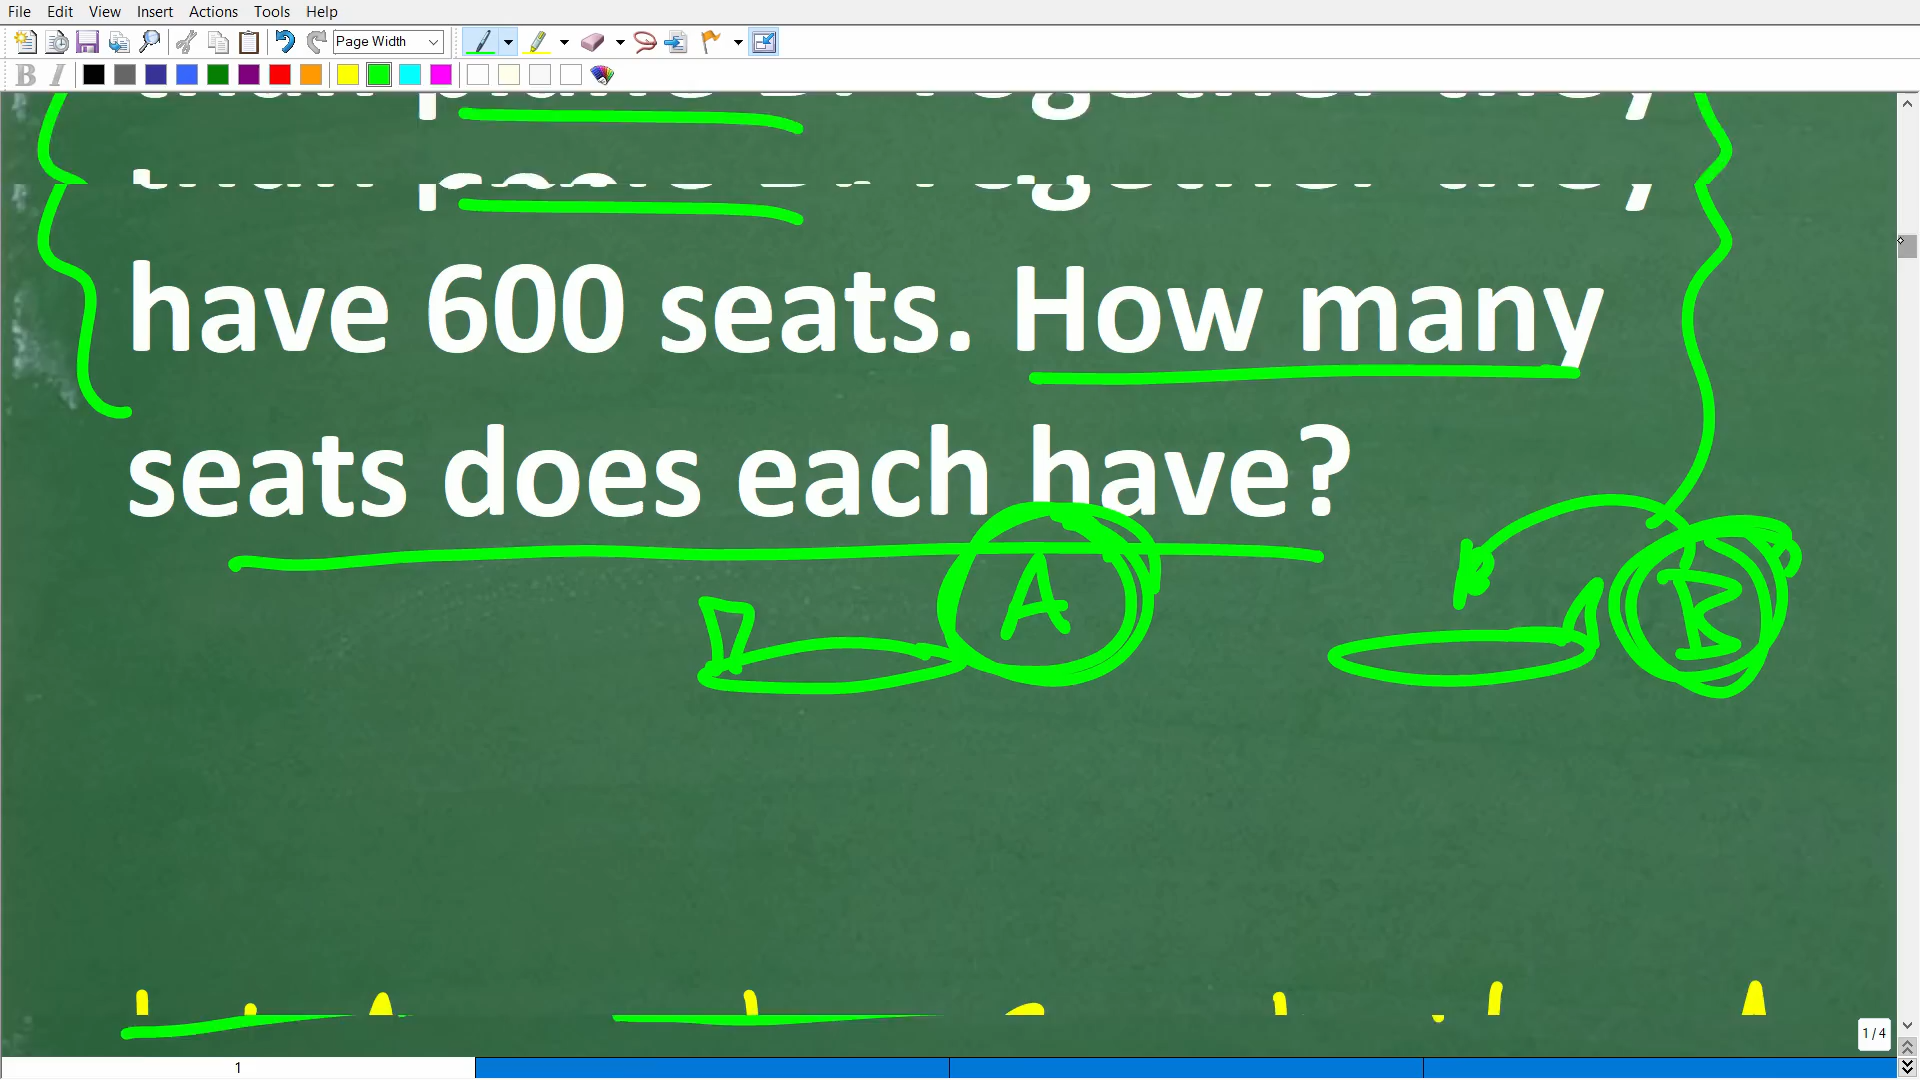 File Edit View Insert Actions Tools Help
Page Width
B I
have 600 seats. How many
seats does each have?
A
B
1 / 4
1